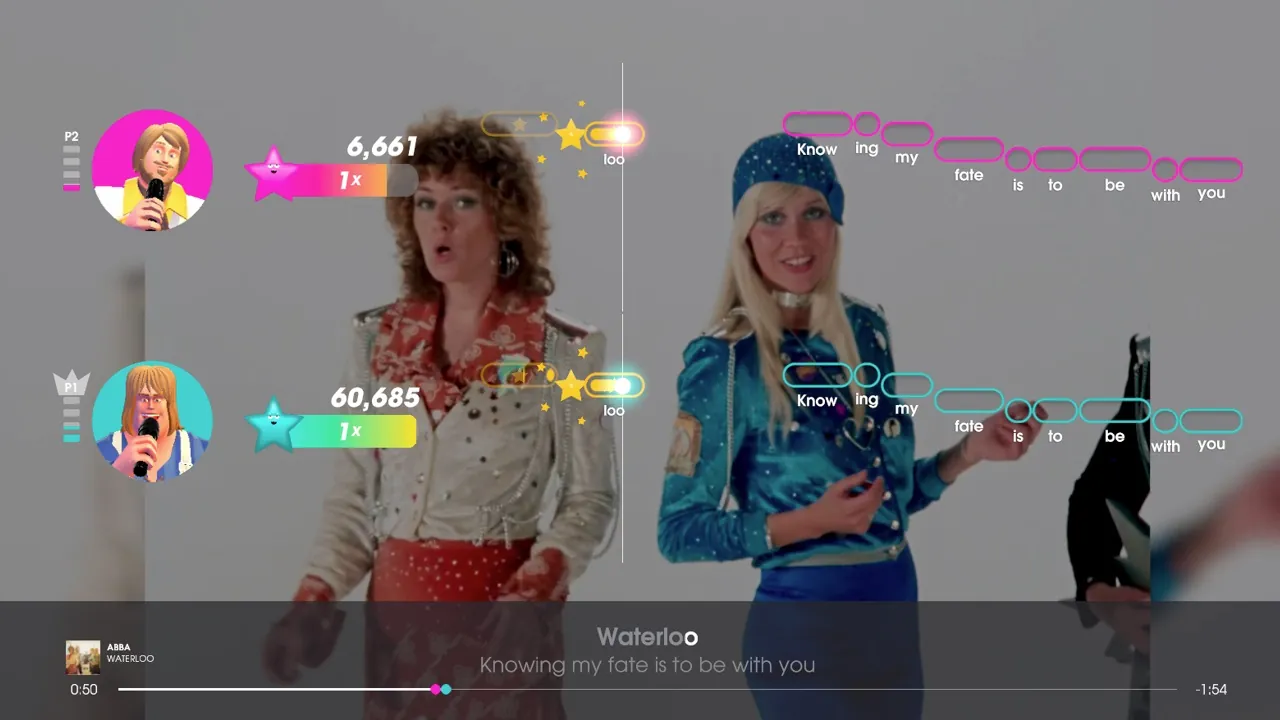 P2
6,661
1x
loo
Know ing my fate is to be with you
P1
60,685
1x
loo
Know ing my fate is to be with you
Waterloo
Knowing my fate is to be with you
ABBA
WATERLOO
0:50
-1:54